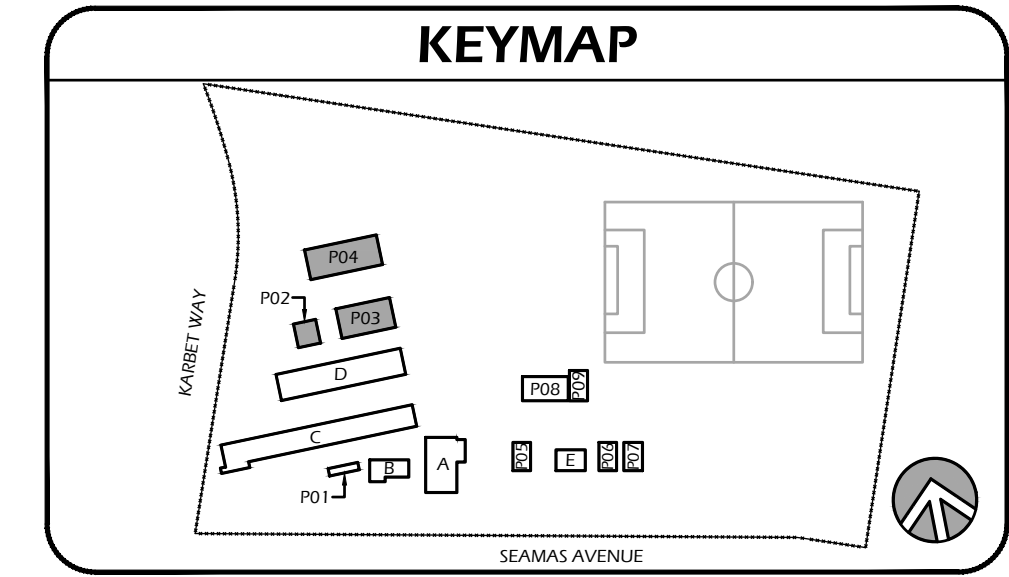 KEYMAP
P04
P02
P03
KARBET WAY
D
P08
P09
C
A
B
P05
E
P06
P07
P01
SEAMAS AVENUE